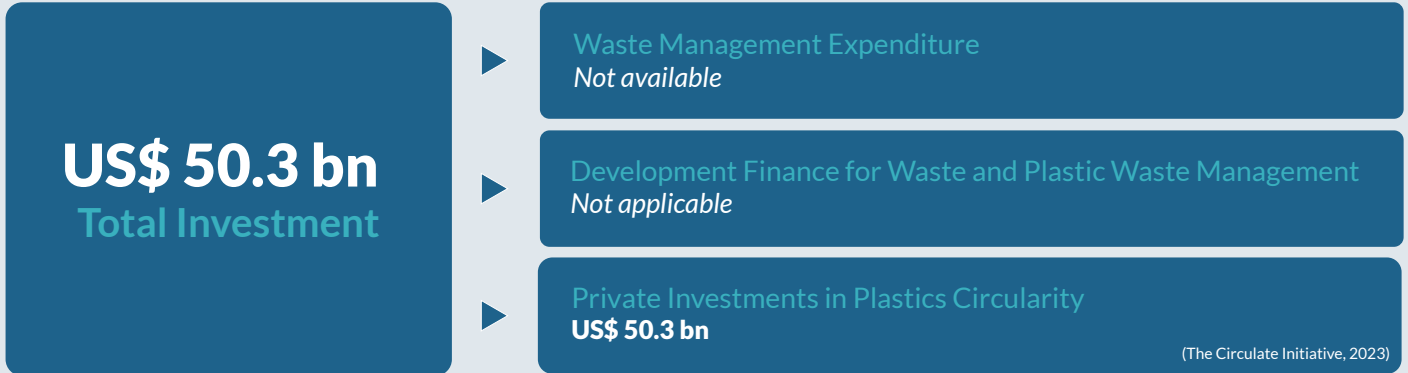 US$ 50.3 bn
Total Investment
Waste Management Expenditure
Not available
Development Finance for Waste and Plastic Waste Management
Not applicable
Private Investments in Plastics Circularity
US$ 50.3 bn
(The Circulate Initiative, 2023)